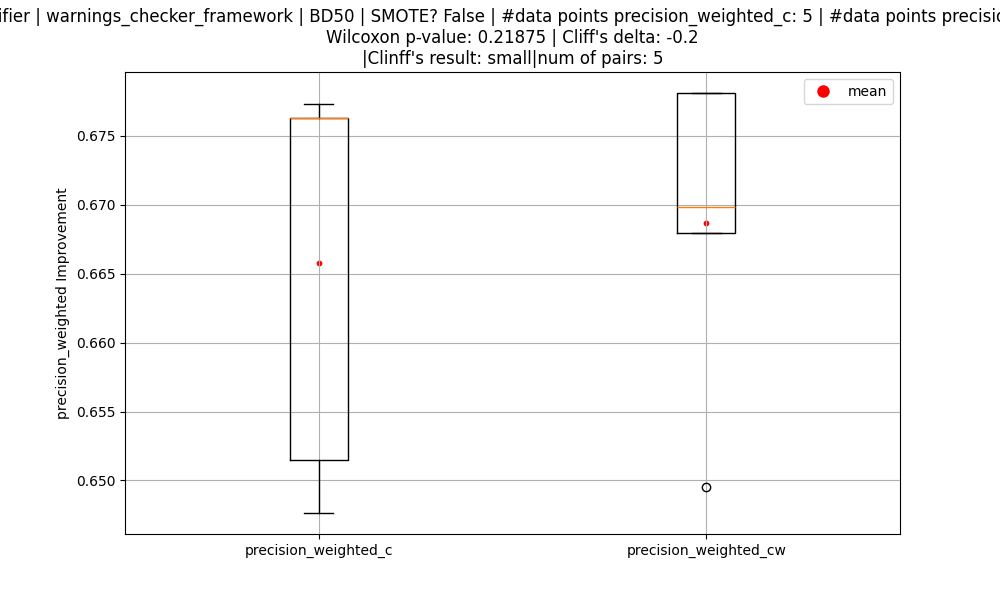 | warnings_checker_framework | BD50 | SMOTE? False | #data points precision_weighted_c: 5 | #data points
Wilcoxon p-value: 0.21875 | Cliff's delta: -0.2
|Clinff's result: small|num of pairs: 5
mean
0.675
0.670
0.665
0.660
0.655
0.650
precision_weighted Improvement
precision_weighted_c
precision_weighted_cw